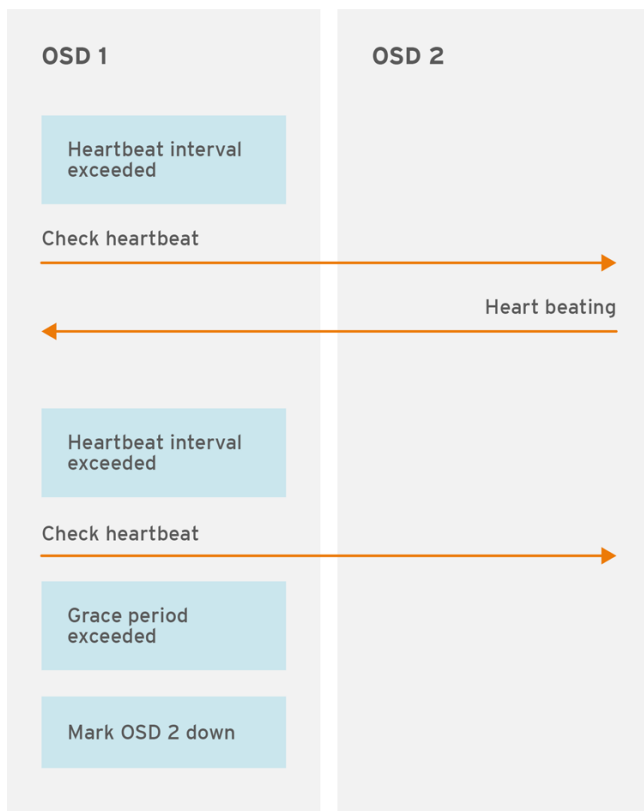 OSD 1
OSD 2
Heartbeat interval
exceeded
Check heartbeat
Heart beating
Heartbeat interval
exceeded
Check heartbeat
Grace period
exceeded
Mark OSD 2 down